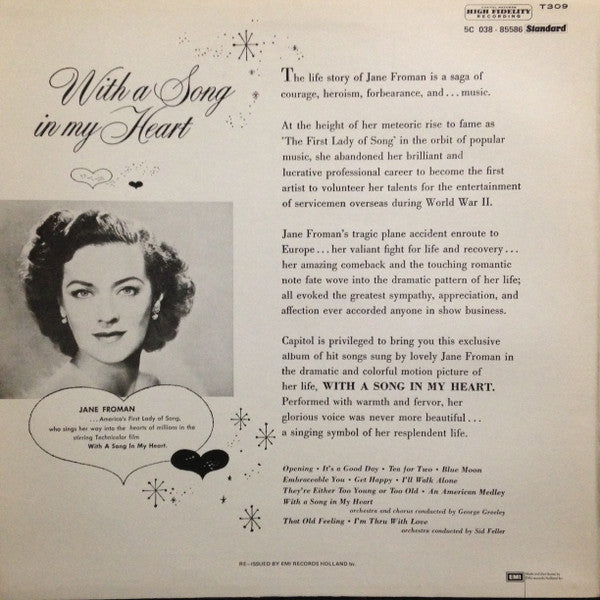 CAPITOL RECORDS
HIGH FIDELITY
RECORDING
T309
5C 038-85586 Standard
With a Song
in my Heart
The life story of Jane Froman is a saga of
courage, heroism, forbearance, and...music.
At the height of her meteoric rise to fame as
'The First Lady of Song' in the orbit of popular
music, she abandoned her brilliant and
lucrative professional career to become the first
artist to volunteer her talents for the entertainment
of servicemen overseas during World War II.
Jane Froman's tragic plane accident enroute to
Europe...her valiant fight for life and recovery...
her amazing comeback and the touching romantic
note fate wove into the dramatic pattern of her life;
all evoked the greatest sympathy, appreciation, and
affection ever accorded anyone in show business.
Capitol is privileged to bring you this exclusive
album of hit songs sung by lovely Jane Froman in
the dramatic and colorful motion picture of
her life, WITH A SONG IN MY HEART.
Performed with warmth and fervor, her
glorious voice was never more beautiful...
a singing symbol of her resplendent life.
JANE FROMAN
...America's First Lady of Song,
who sings her way into the hearts of millions in the
stirring Technicolor film
With A Song In My Heart.
Opening • It's a Good Day • Tea for Two • Blue Moon
Embraceable You • Get Happy • I'll Walk Alone
They're Either Too Young or Too Old • An American Medley
With a Song in My Heart
orchestra and chorus conducted by George Greeley
That Old Feeling • I'm Thru With Love
orchestra conducted by Sid Feller
RE-ISSUED BY EMI RECORDS HOLLAND bv.
EMI